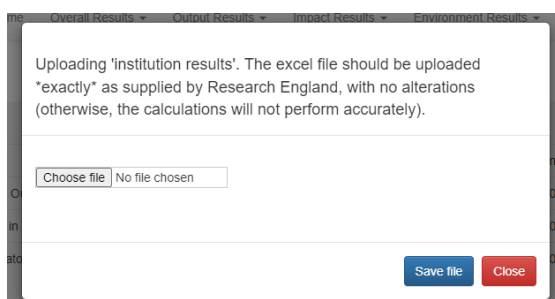 me Overall Results Output Results Impact Results Environment Results
Uploading 'institution results'. The excel file should be uploaded
*exactly* as supplied by Research England, with no alterations
(otherwise, the calculations will not perform accurately).
Choose file No file chosen
in
Save file Close